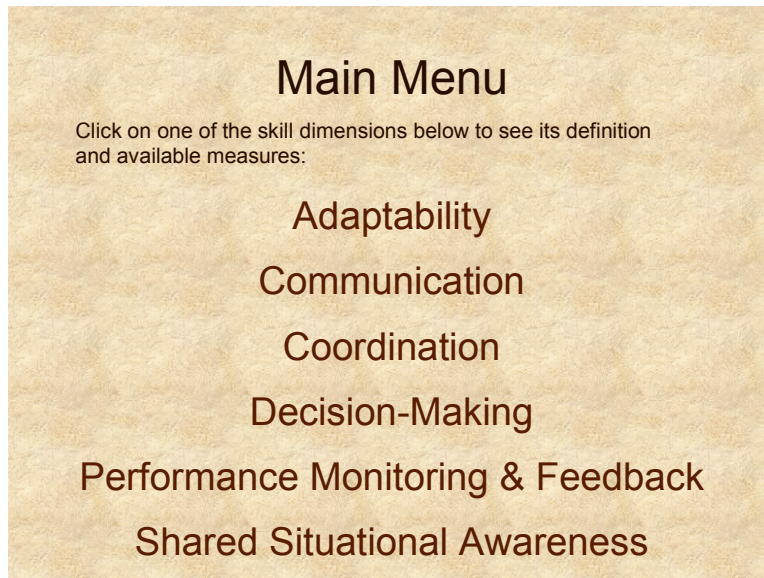 Main Menu
Click on one of the skill dimensions below to see its definition
and available measures:
Adaptability
Communication
Coordination
Decision-Making
Performance Monitoring & Feedback
Shared Situational Awareness